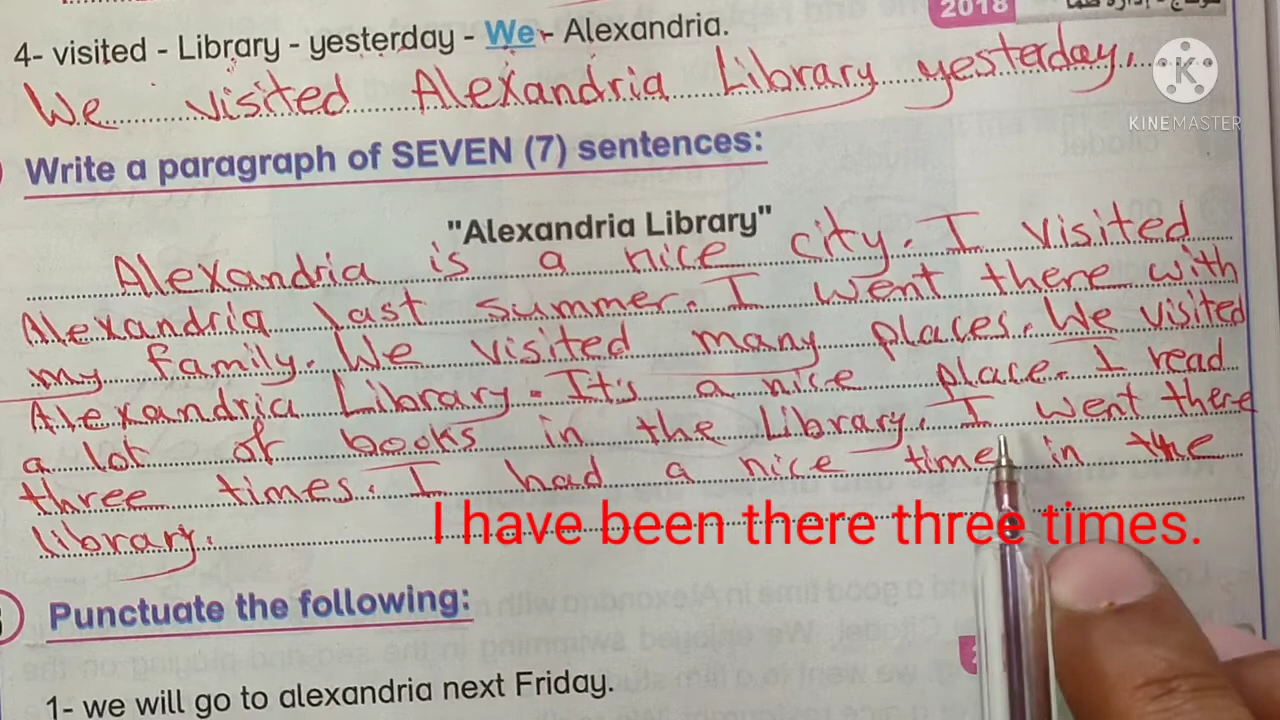 2018
4- visited - Library - yesterday - We - Alexandria.
We visited Alexandria Library yesterday.
KINEMASTER
Write a paragraph of SEVEN (7) sentences:
"Alexandria Library"
Alexandria is a nice city. I visited
Alexandria last summer. I went there with
my family. We visited many places. We visited
Alexandria Library. It's a nice place. I read
a lot of books in the library. I went there
three times. I had a nice time in the
library.
I have been there three times.
Punctuate the following:
1- we will go to alexandria next Friday.